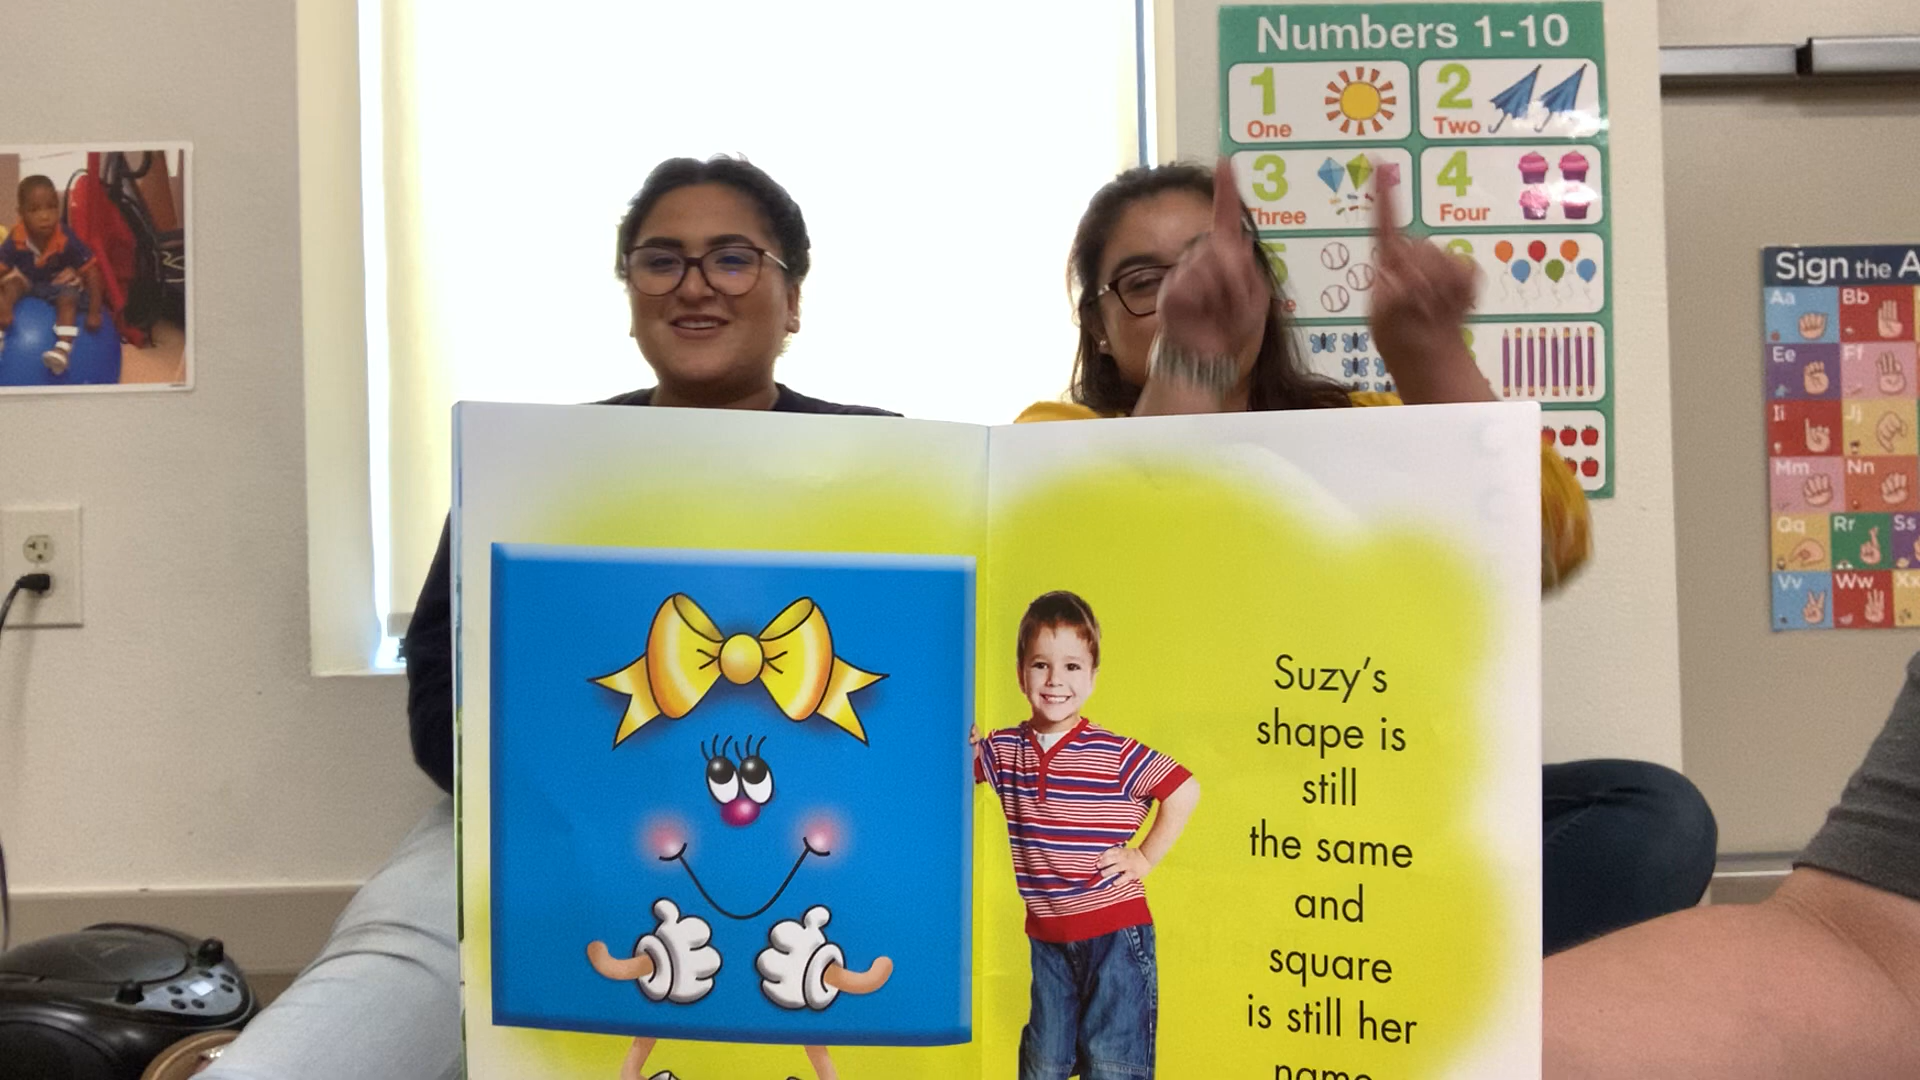 Numbers 1-10
1
One
2
Two
3
Three
4
Four
Sign the A
Aa
Bb
Ee
Ff
Ii
Jj
Mm
Nn
Qq
Rr
Ss
Vv
Ww
Suzy's
shape is
still
the same
and
square
is still her
name